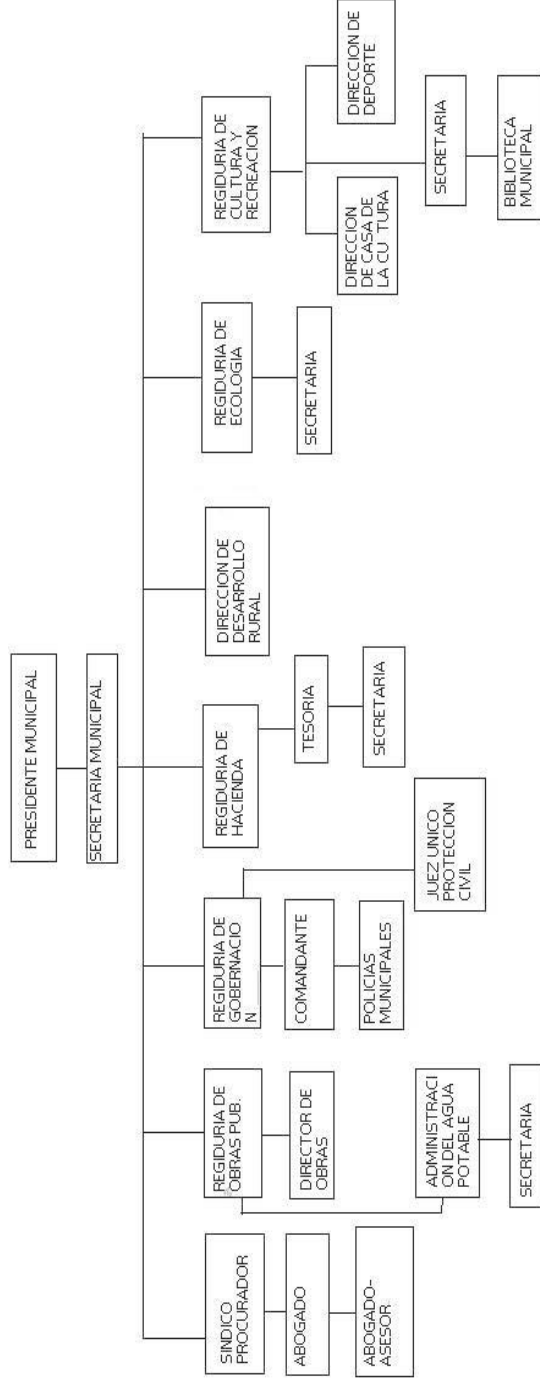 PRESIDENTE MUNICIPAL
SECRETARIA MUNICIPAL
SINDICO
PROCURADOR
ABOGADO
ABOGADO-
ASESOR
REGIDURIA DE
OBRAS PUB.
DIRECTOR DE
OBRAS
ADMINISTRACI
ON DEL AGUA
POTABLE
SECRETARIA
REGIDURIA DE
GOBERNACIO
N
COMANDANTE
POLICIAS
MUNICIPALES
JUEZ UNICO
PROTECCION
CIVIL
REGIDURIA DE
HACIENDA
TESORIA
SECRETARIA
DIRECCION DE
DESARROLLO
RURAL
REGIDURIA DE
ECOLOGIA
SECRETARIA
REGIDURIA DE
CULTURA Y
RECREACION
DIRECCION
DE CASA DE
LA CU TURA
DIRECCION DE
DEPORTE
SECRETARIA
BIBLIOTECA
MUNICIPAL